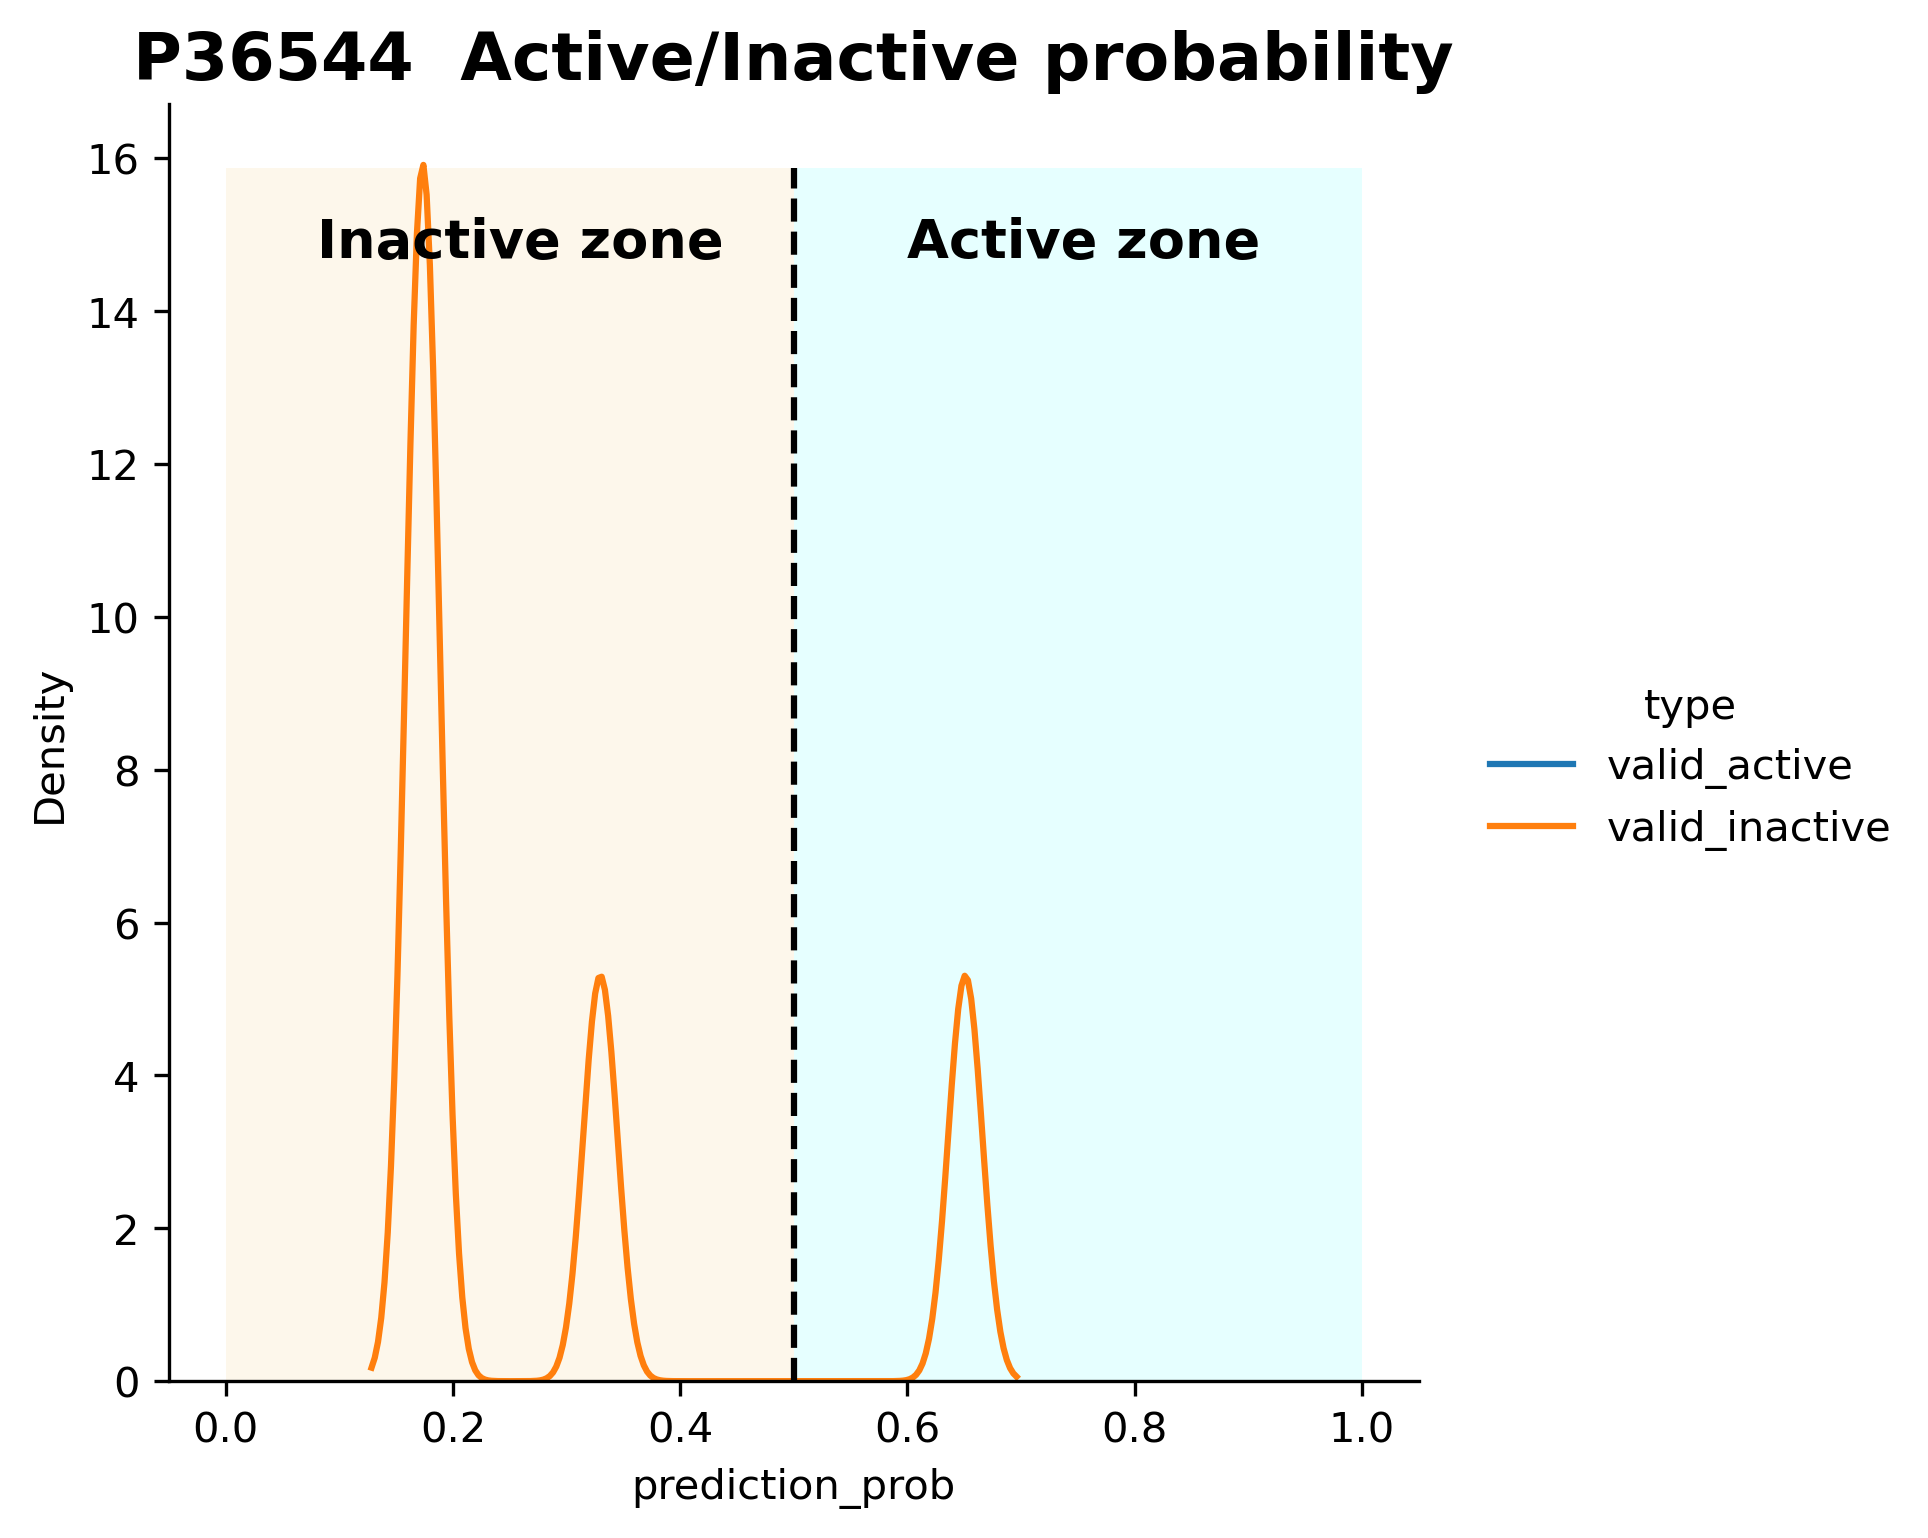 P36544  Active/Inactive probability
16
14
12
10
8
6
4
2
0
Density
Inactive zone
Active zone
0.0 0.2 0.4 0.6 0.8 1.0
prediction_prob
type
valid_active
valid_inactive